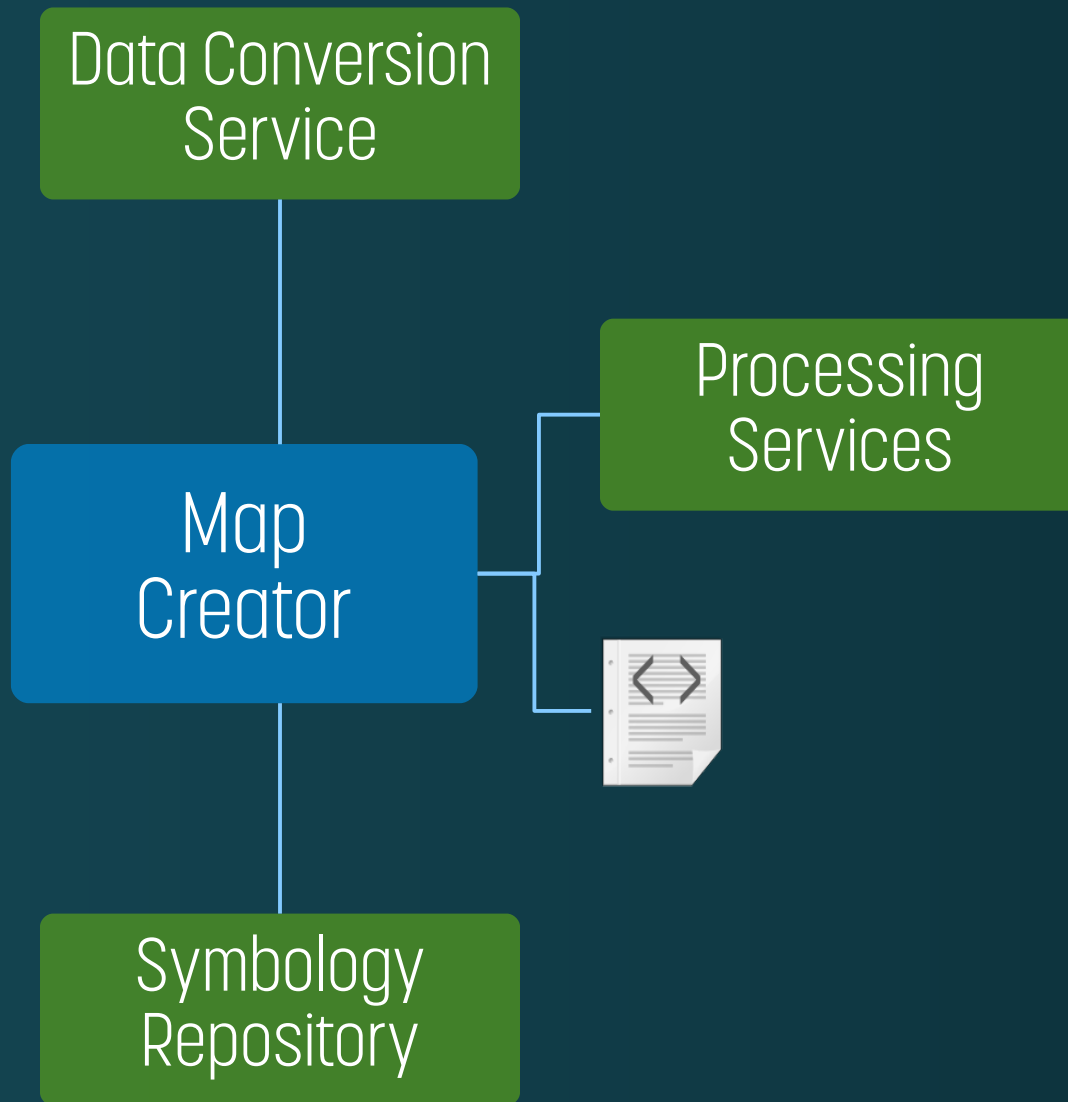 Data Conversion
Service
Processing
Services
Map
Creator
Symbology
Repository